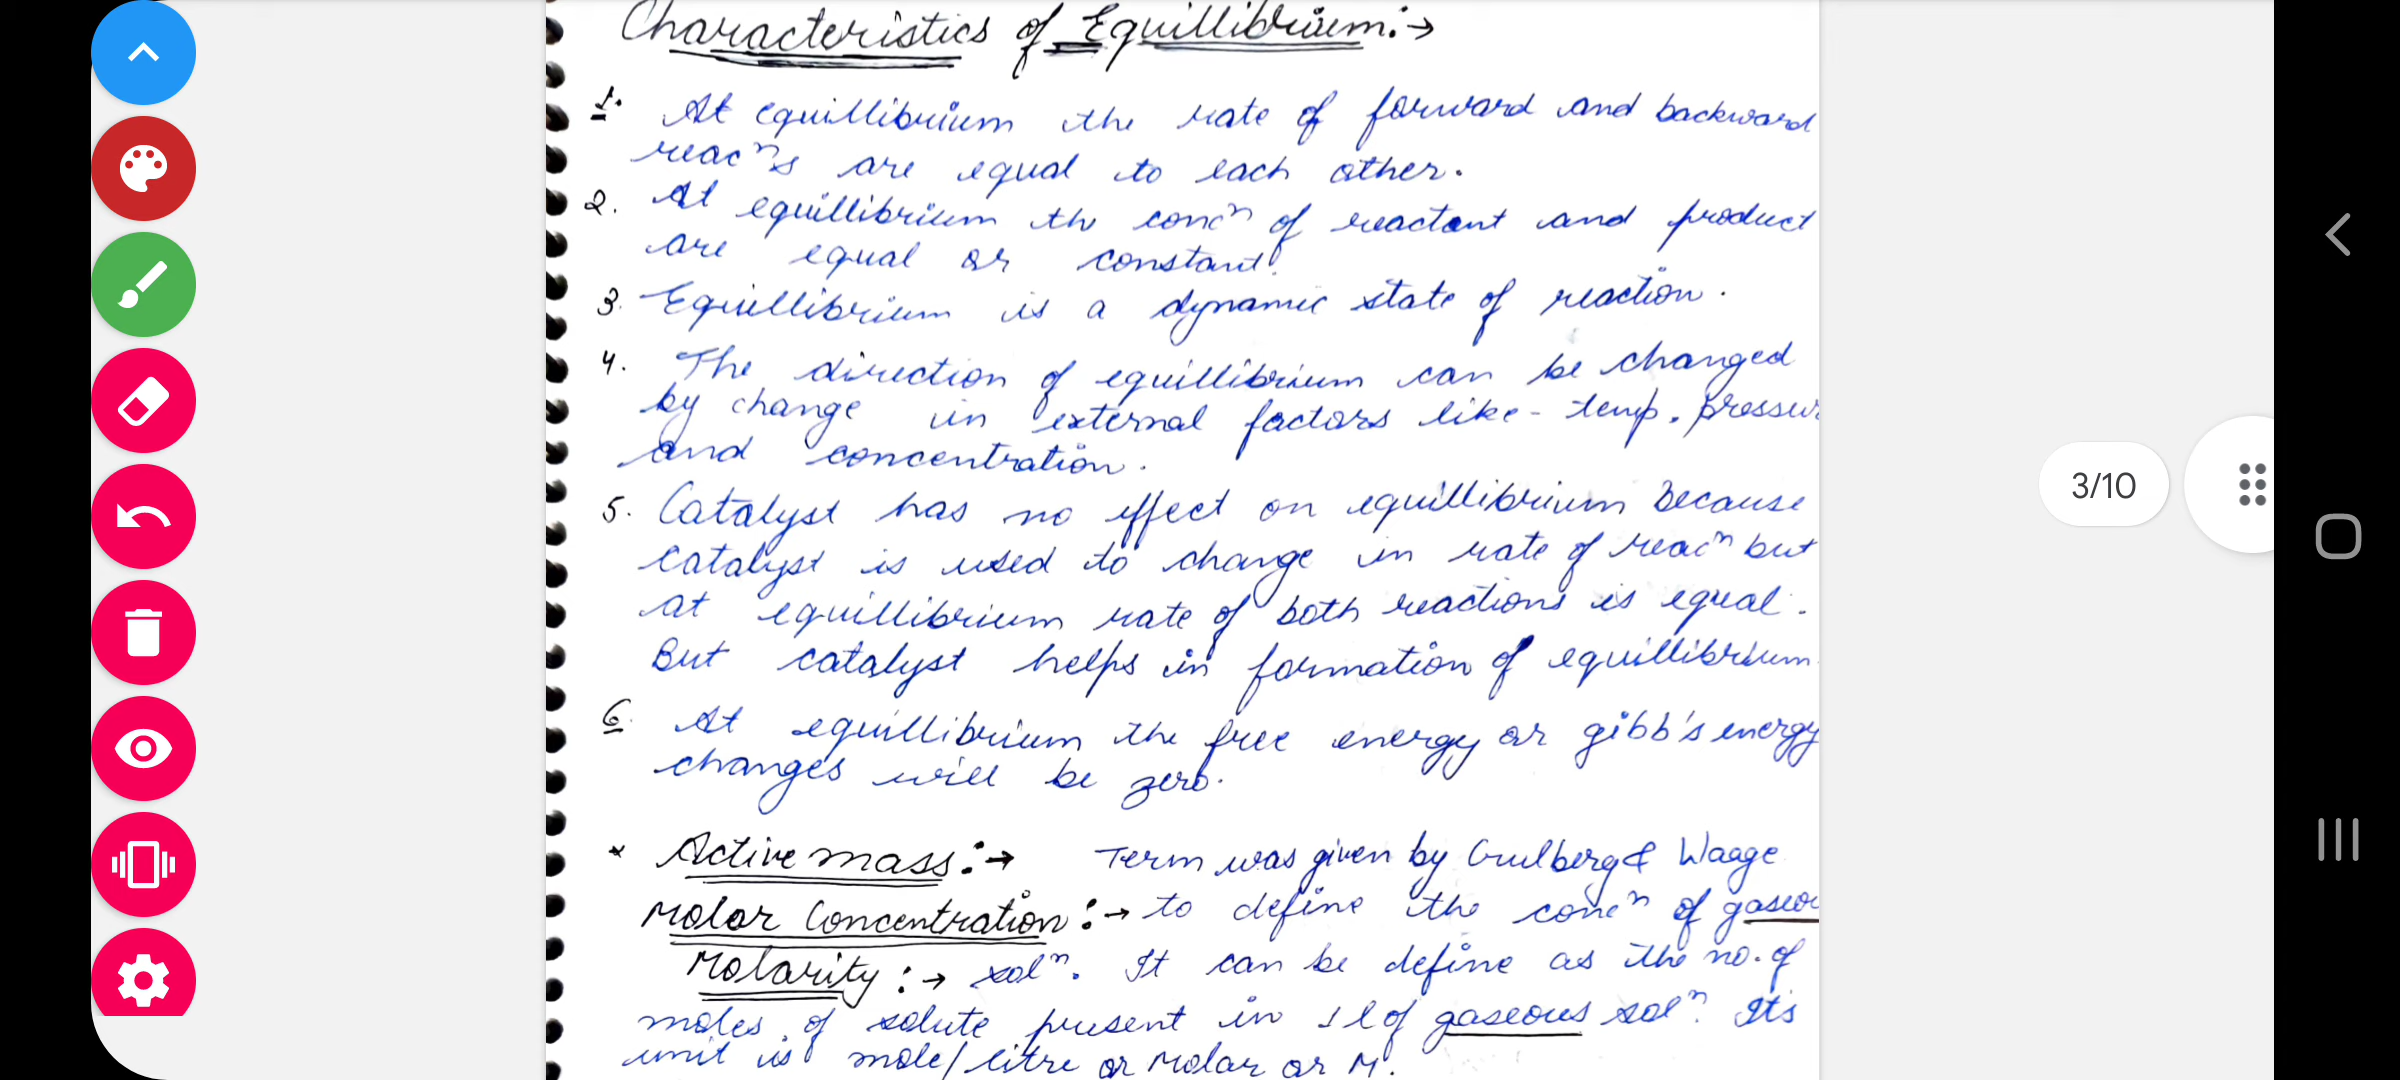 Characteristics of Equillibrium:→
1. At equillibrium the rate of forward and backward
reacⁿs are equal to each other.
2. At equillibrium the concⁿ of reactant and product
are equal or constant.
3. Equillibrium is a dynamic state of reaction.
4. The direction of equillibrium can be changed
by change in external factors like - temp. pressur
and concentration.
5. Catalyst has no effect on equillibrium Because
catalyst is used to change in rate of reacⁿ but
at equillibrium rate of both reactions is equal.
But catalyst helps in formation of equillibrium
6. At equillibrium the free energy or gibb's energy
changes will be zero.
* Active mass:→ Term was given by Gulberg & Waage
Molar Concentration:→ to define the concⁿ of gaseou
Molarity:→ solⁿ. It can be define as the no. of
moles of solute present in 1 l of gaseous solⁿ. It's
unit is mole/litre or Molar or M.
3/10